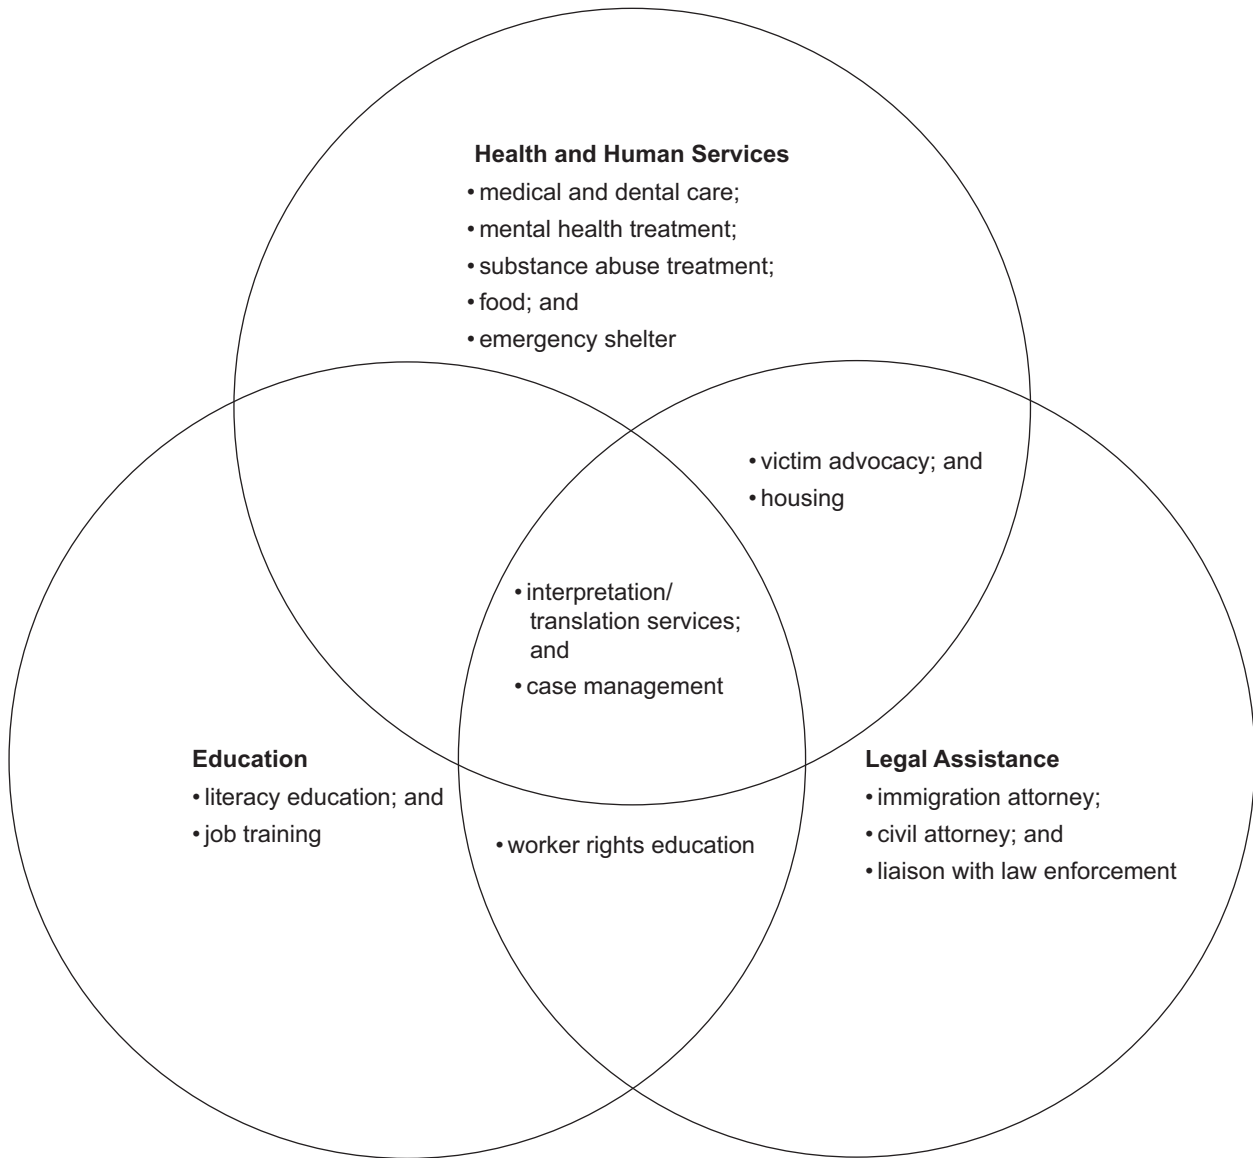 Health and Human Services
• medical and dental care;
• mental health treatment;
• substance abuse treatment;
• food; and
• emergency shelter
• victim advocacy; and
• housing
• interpretation/
translation services;
and
• case management
Education
• literacy education; and
• job training
• worker rights education
Legal Assistance
• immigration attorney;
• civil attorney; and
• liaison with law enforcement